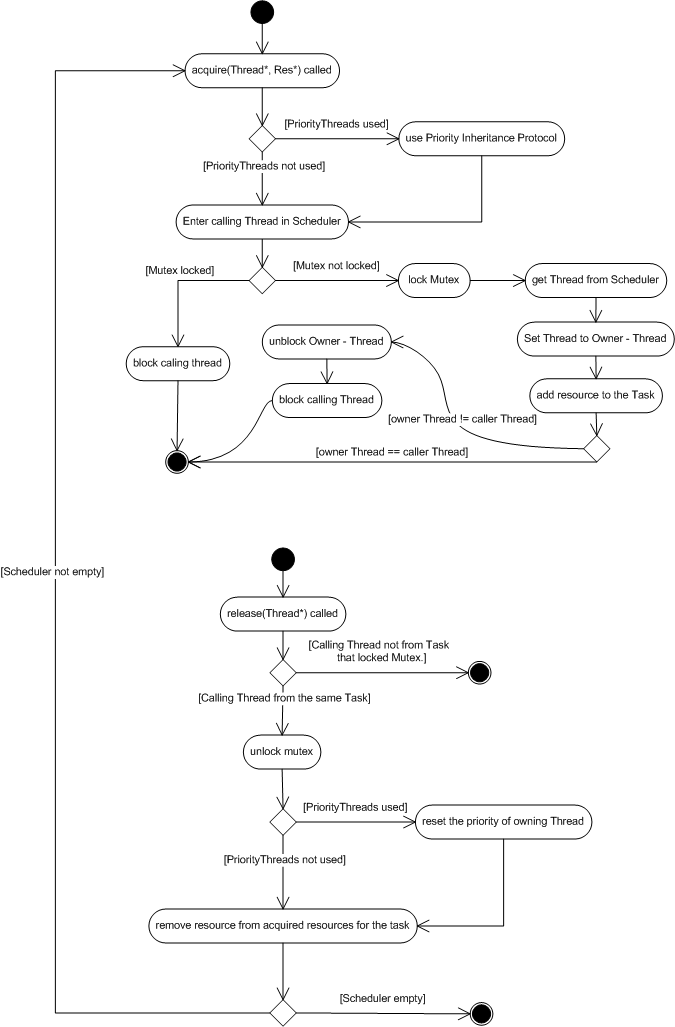 acquire(Thread*, Res*) called
[PriorityThreads used]
use Priority Inheritance Protocol
[PriorityThreads not used]
Enter calling Thread in Scheduler
[Mutex locked]
[Mutex not locked]
lock Mutex
get Thread from Scheduler
unblock Owner - Thread
Set Thread to Owner - Thread
block caling thread
block calling Thread
add resource to the Task
[owner Thread != caller Thread]
[owner Thread == caller Thread]
[Scheduler not empty]
release(Thread*) called
[Calling Thread not from Task
that locked Mutex.]
[Calling Thread from the same Task]
unlock mutex
[PriorityThreads used]
reset the priority of owning Thread
[PriorityThreads not used]
remove resource from acquired resources for the task
[Scheduler empty]